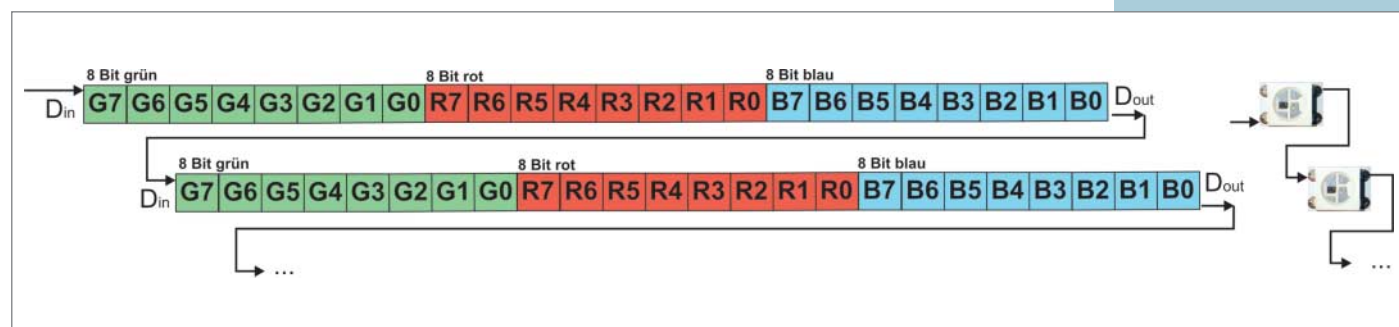 8 Bit grün 8 Bit rot 8 Bit blau
Din G7 G6 G5 G4 G3 G2 G1 G0 R7 R6 R5 R4 R3 R2 R1 R0 B7 B6 B5 B4 B3 B2 B1 B0 Dout
8 Bit grün 8 Bit rot 8 Bit blau
Din G7 G6 G5 G4 G3 G2 G1 G0 R7 R6 R5 R4 R3 R2 R1 R0 B7 B6 B5 B4 B3 B2 B1 B0 Dout
... ...